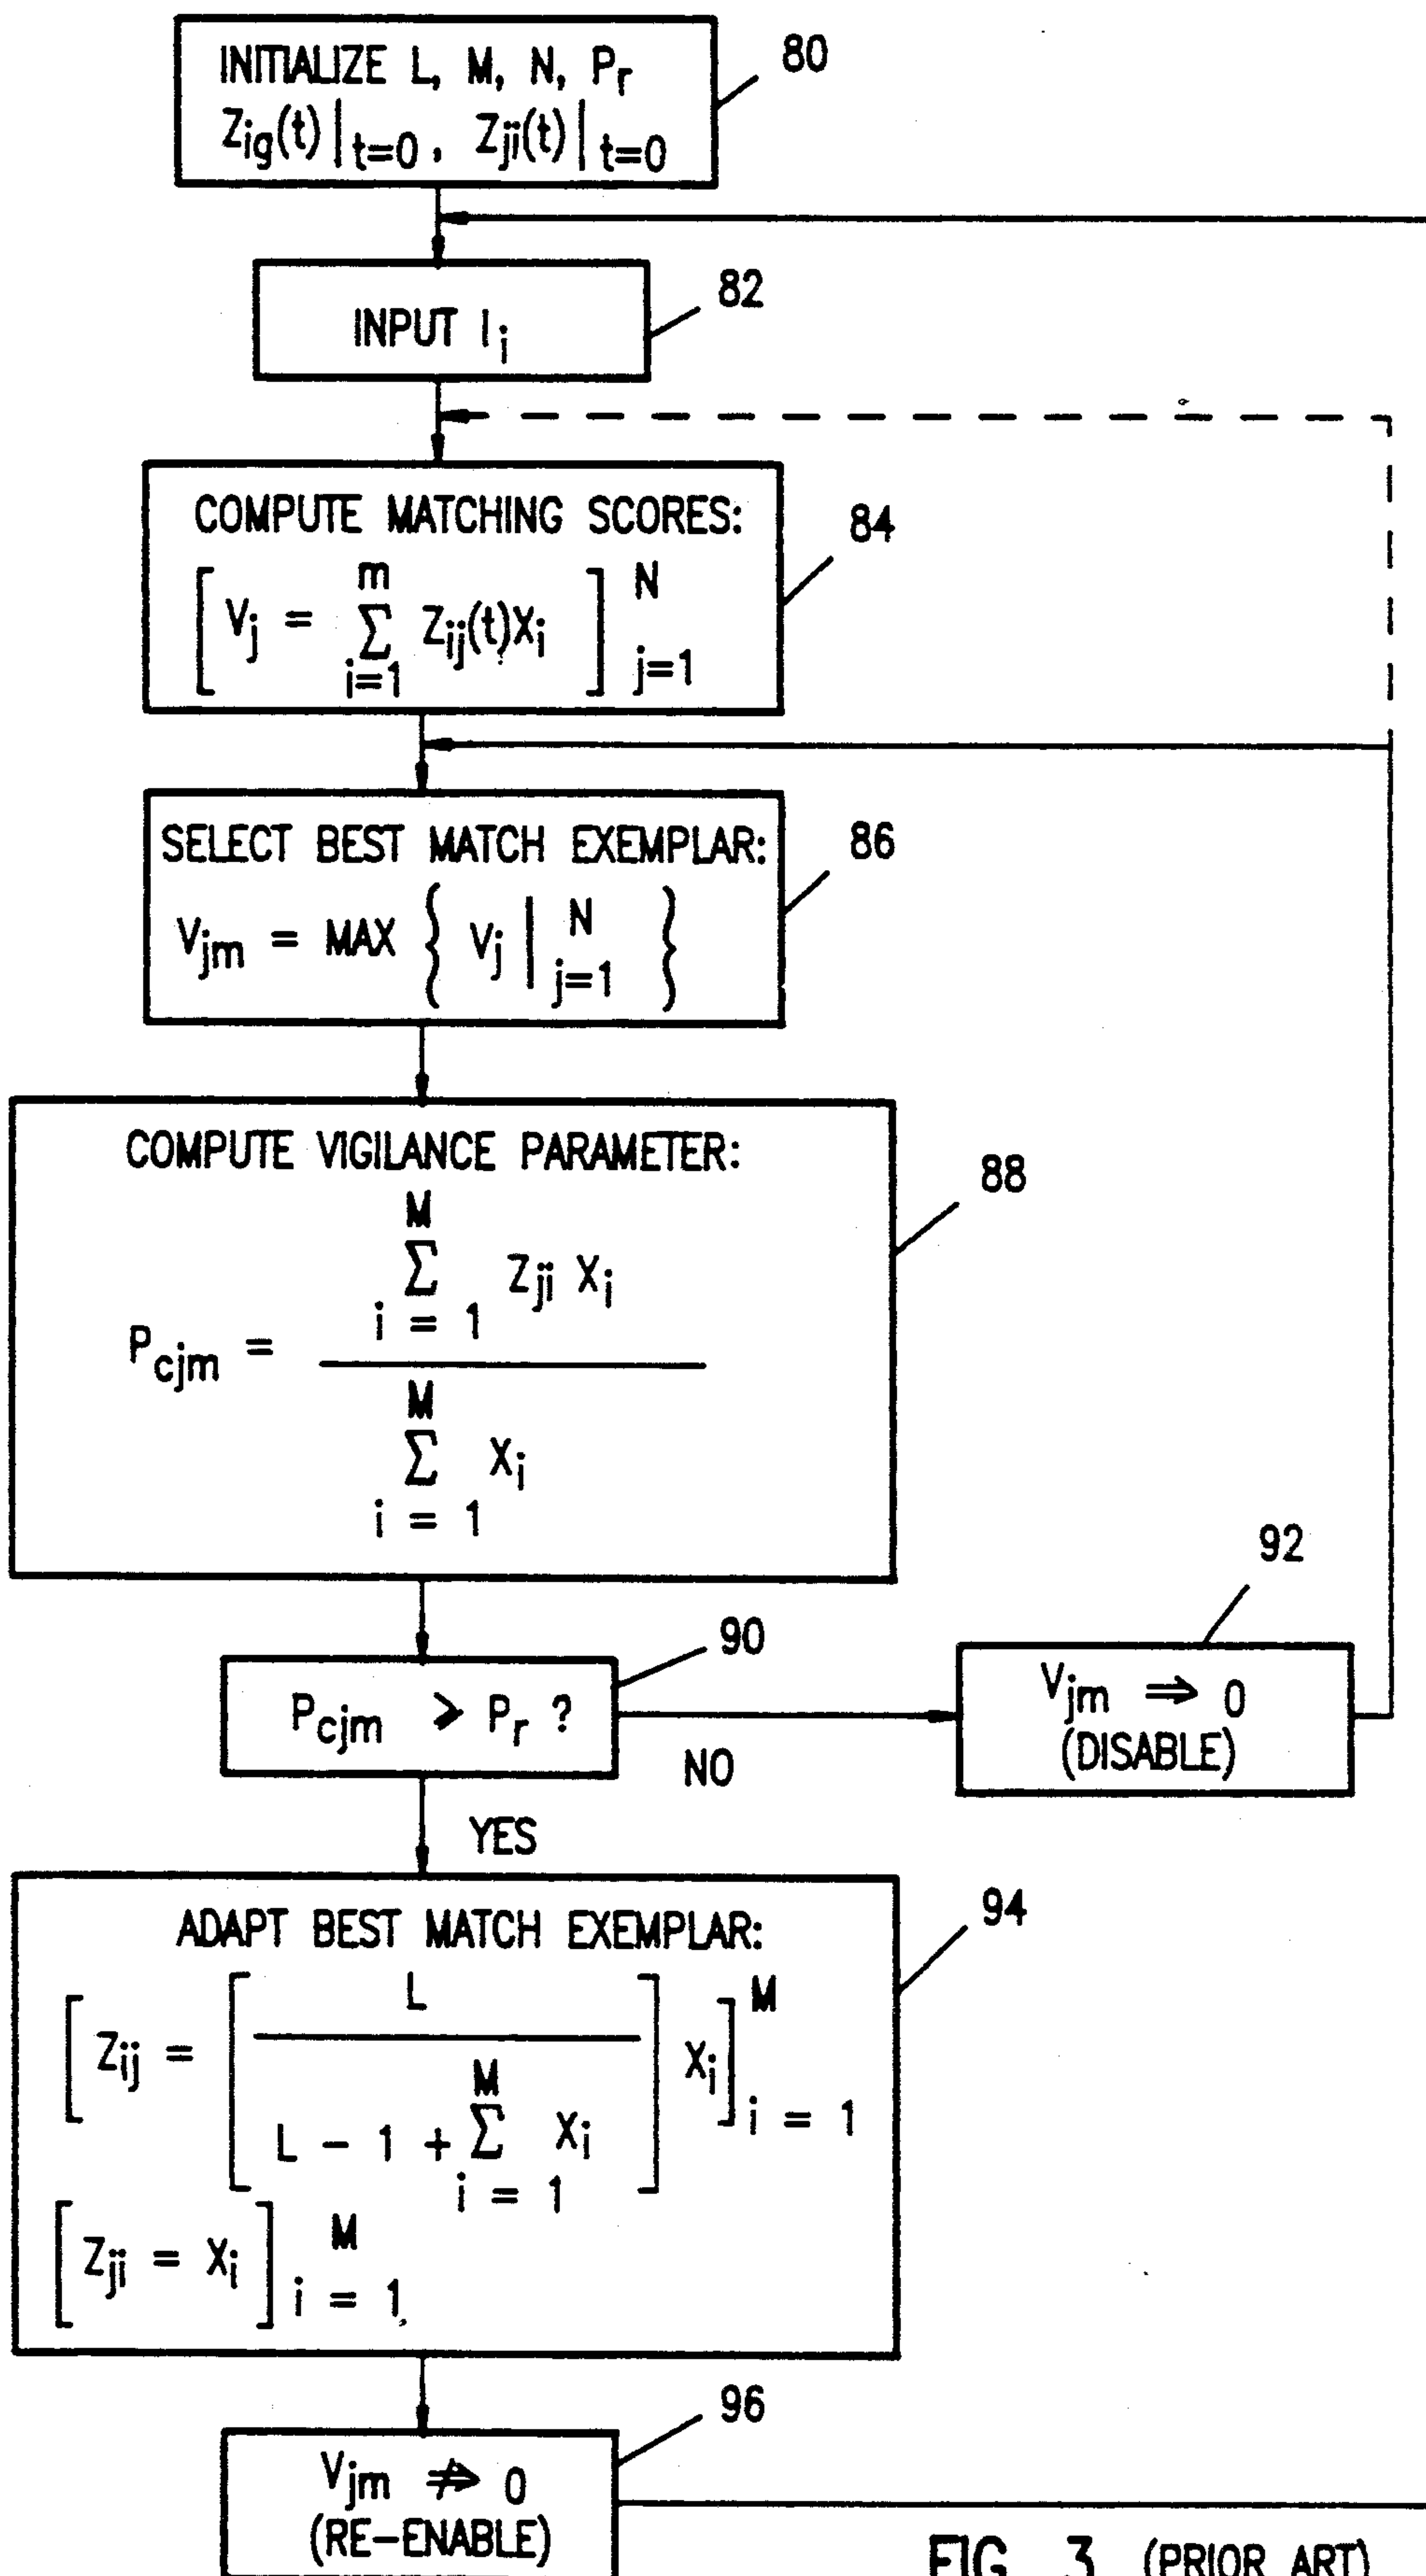 INITIALIZE L, M, N, Pr
Zig(t)|t=0, Zji(t)|t=0
80
INPUT Ii
82
COMPUTE MATCHING SCORES:
[Vj = m Σ i=1 Zij(t)Xi] N j=1
84
SELECT BEST MATCH EXEMPLAR:
Vjm = MAX { Vj | N j=1 }
86
COMPUTE VIGILANCE PARAMETER:
M
Σ Zji Xi
i = 1
Pcjm =
M
Σ Xi
i = 1
88
Pcjm > Pr ?
90
NO
Vjm ⇒ 0
(DISABLE)
92
YES
ADAPT BEST MATCH EXEMPLAR:
[Zij = [L / L - 1 + M Σ i = 1 Xi] Xi] M i = 1
[Zji = Xi] M i = 1
94
Vjm ⇏ 0
(RE-ENABLE)
96
FIG. 3 (PRIOR ART)